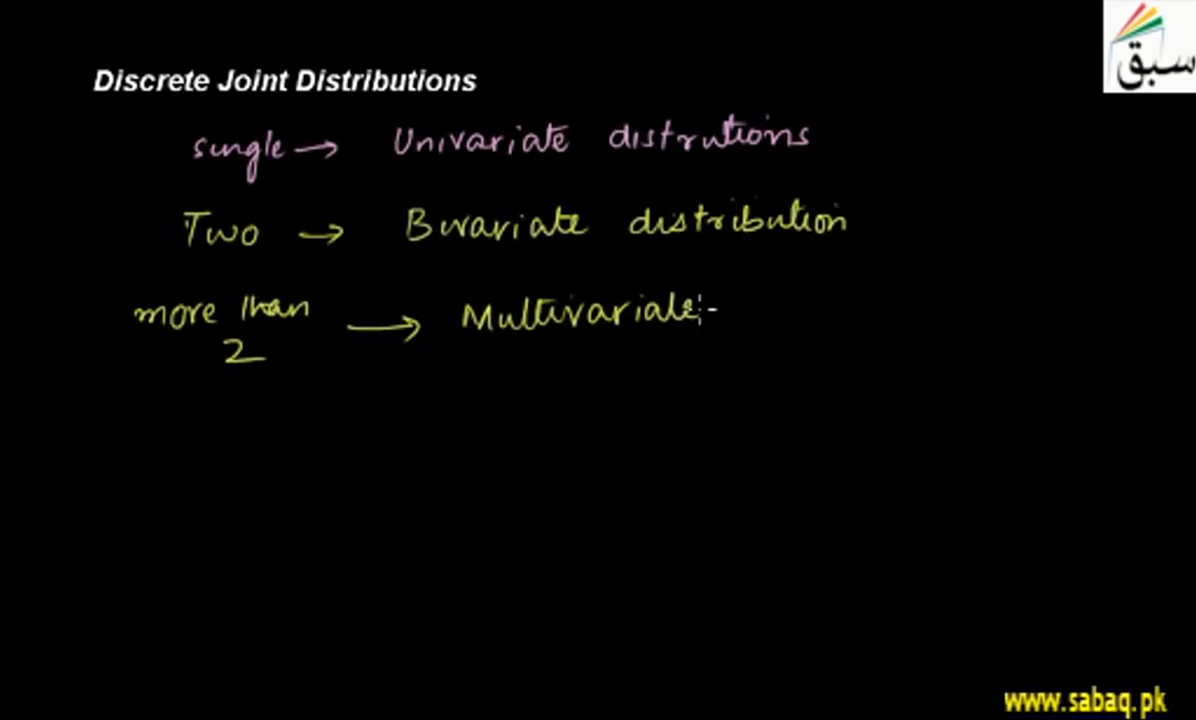 سبق
Discrete Joint Distributions
single → Univariate distrutions
Two → Bivariate distribution
more than 2 → Multivariate
www.sabaq.pk